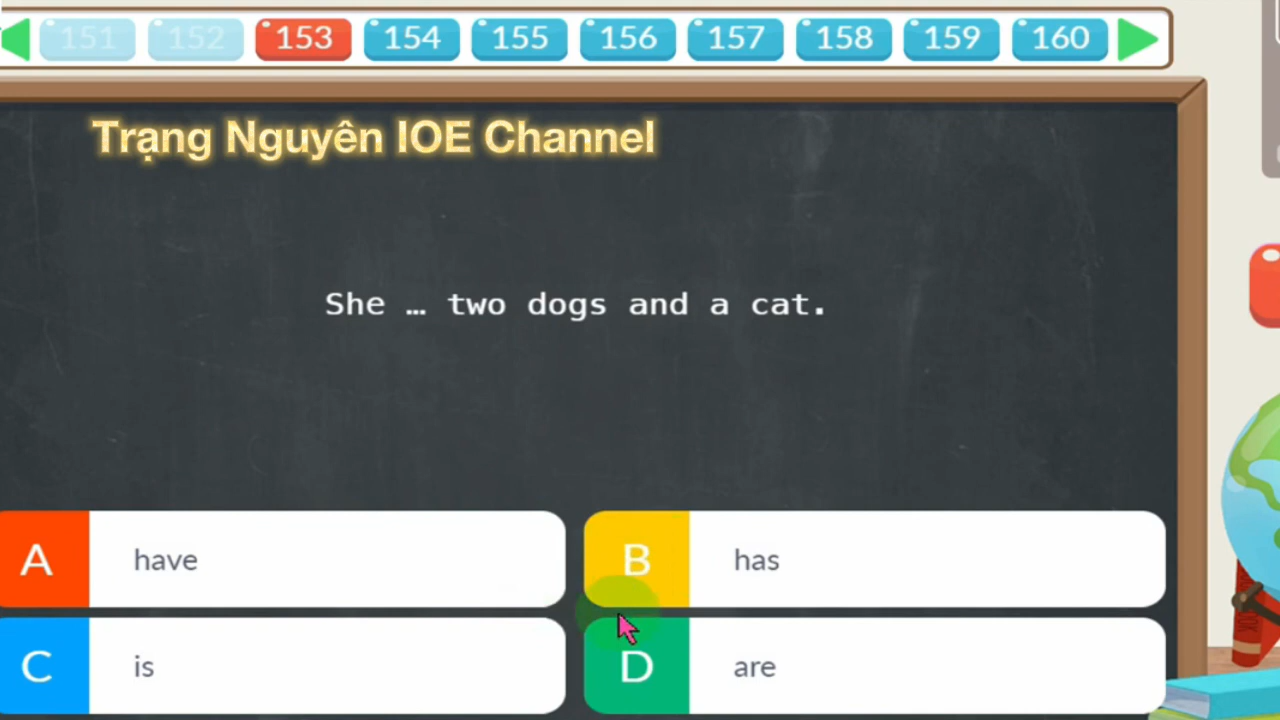 151 152 153 154 155 156 157 158 159 160
Trạng Nguyên IOE Channel
She … two dogs and a cat.
A have
B has
C is
D are